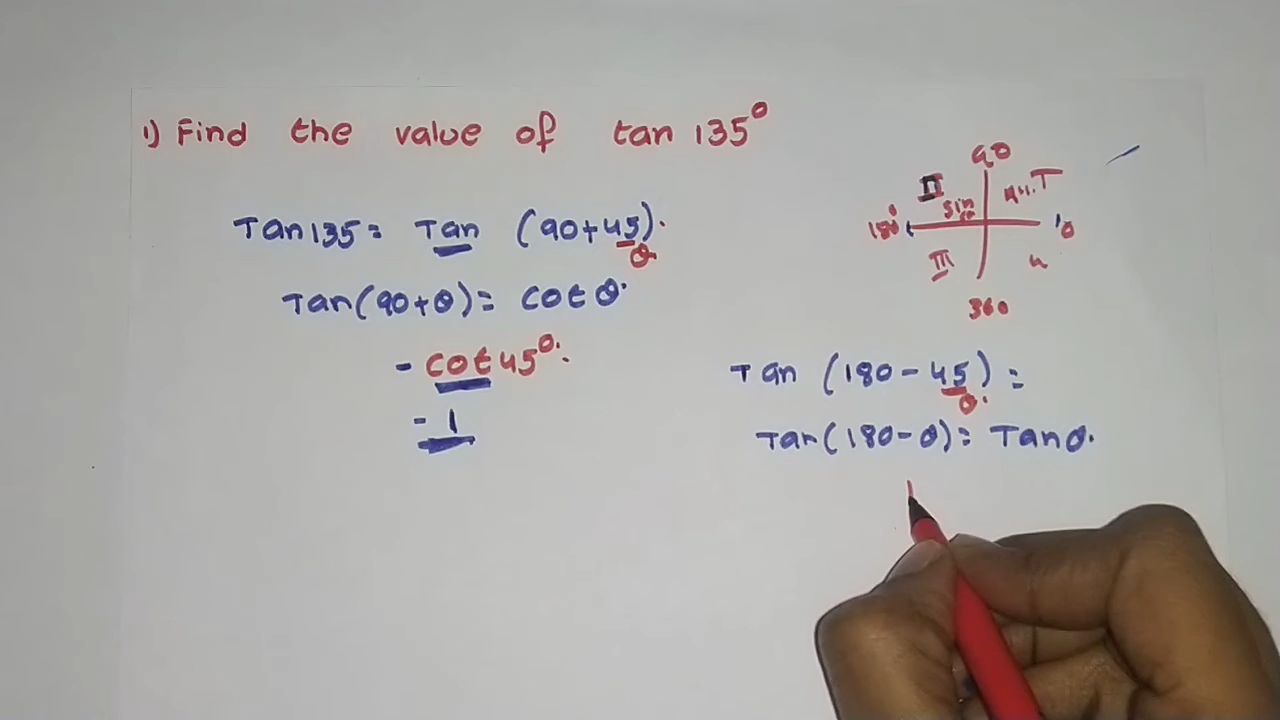 1) Find the value of tan 135°
Tan 135 = Tan (90+45).
θ.
Tan(90+θ) = cot θ.
- cot 45°.
- 1
90
II
sin
T
180°
0
III
360
Tan (180 - 45) =
θ.
Tan(180 - θ) = Tan θ.